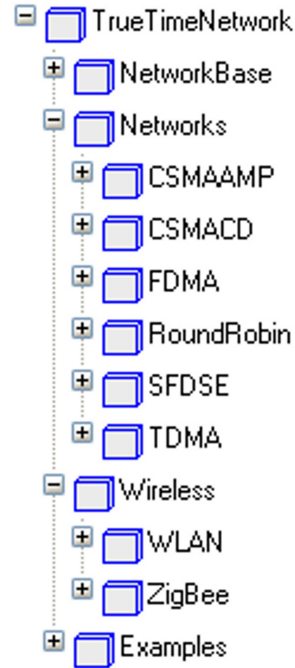 TrueTimeNetwork
NetworkBase
Networks
CSMAAMP
CSMACD
FDMA
RoundRobin
SFDSE
TDMA
Wireless
WLAN
ZigBee
Examples